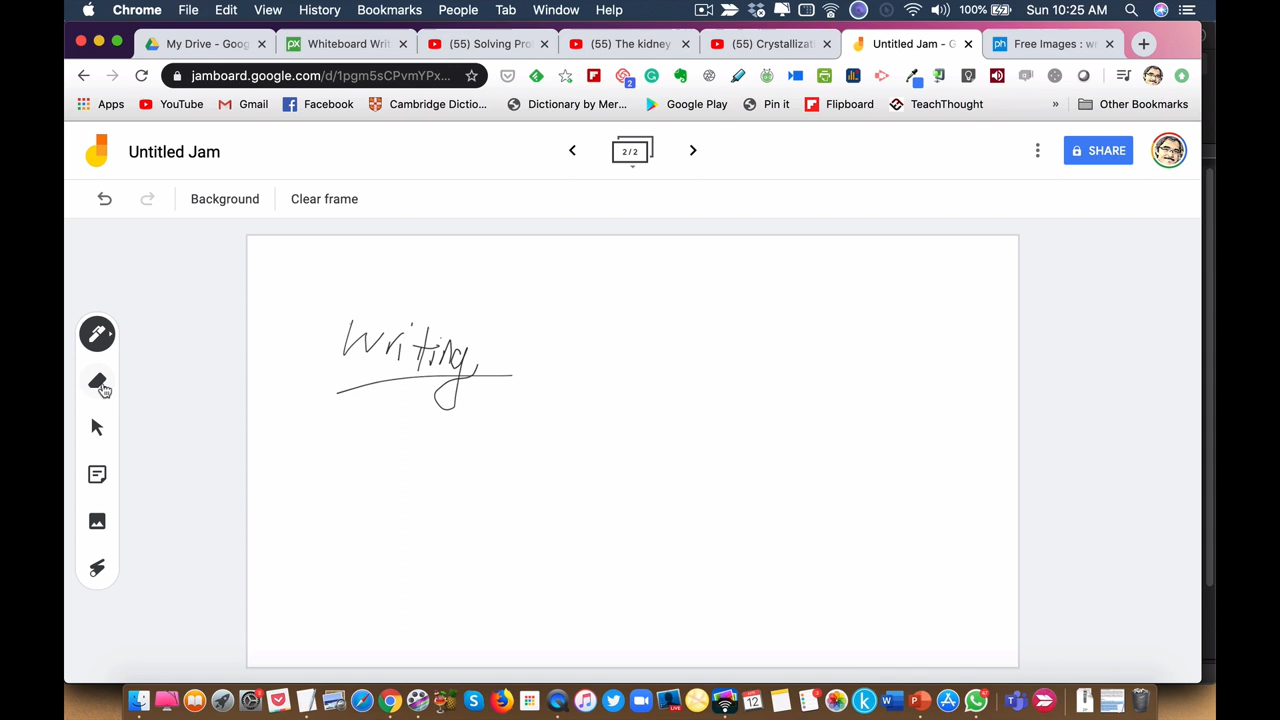 Chrome File Edit View History Bookmarks People Tab Window Help 100% Sun 10:25 AM
My Drive - Goog Whiteboard Writ (55) Solving Pro (55) The kidney (55) Crystallizat Untitled Jam - G Free Images : w
jamboard.google.com/d/1pgm5sCPvmYPx... 2
Apps YouTube Gmail Facebook Cambridge Dictio... Dictionary by Mer... Google Play Pin it Flipboard TeachThought » Other Bookmarks
Untitled Jam 2/2 SHARE
Background Clear frame
Writing